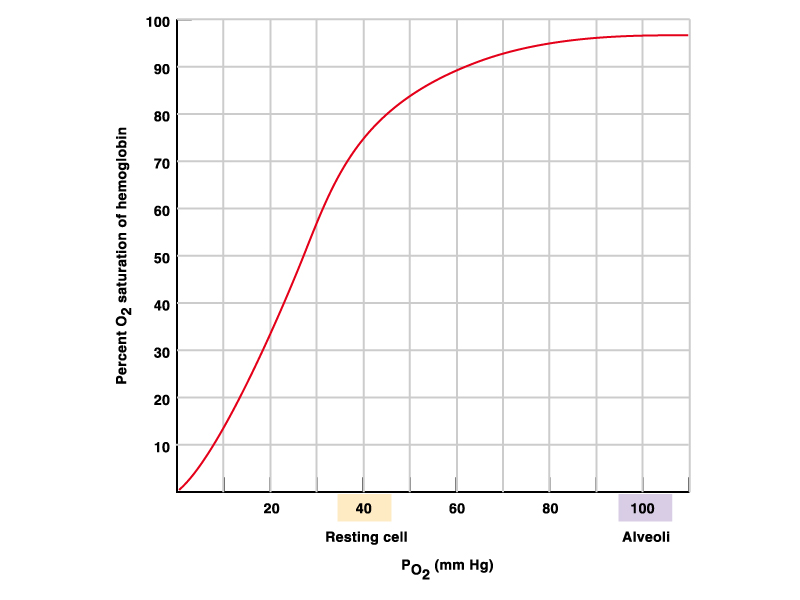 100
90
80
70
60
50
40
30
20
10
Percent O2 saturation of hemoglobin
20 40 60 80 100
Resting cell Alveoli
PO2 (mm Hg)